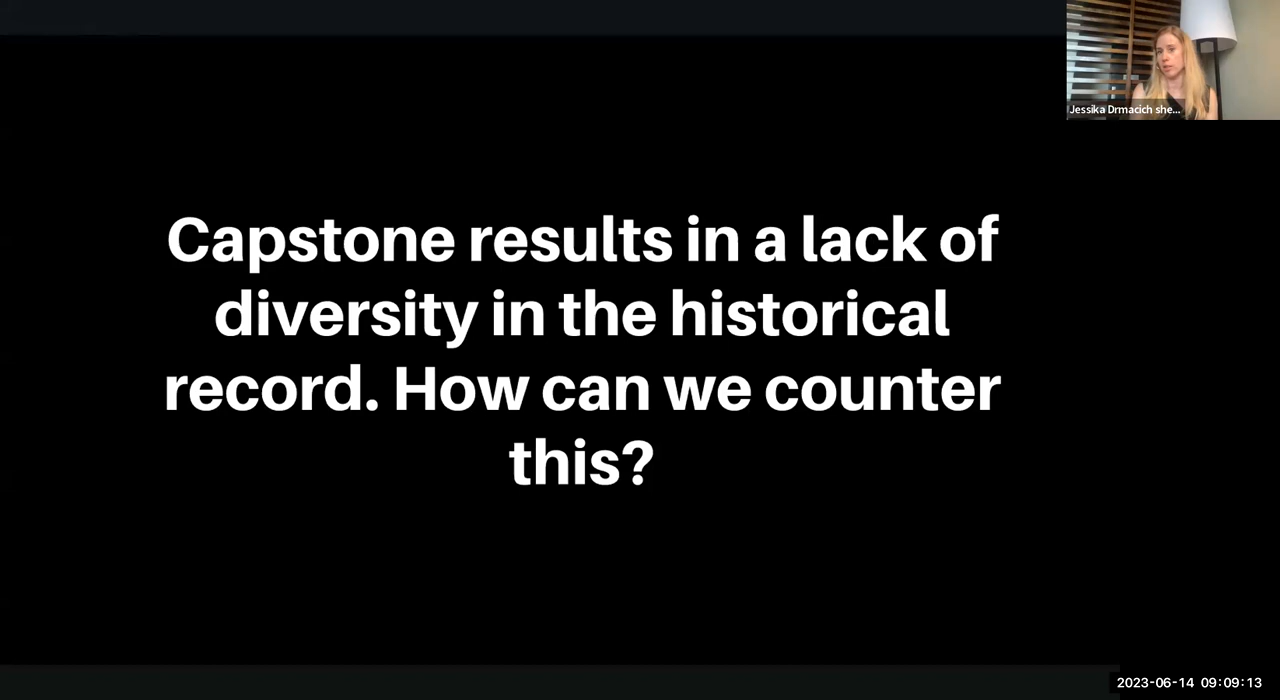 Jessika Drmacich she...
Capstone results in a lack of
diversity in the historical
record. How can we counter
this?
2023-06-14 09:09:13